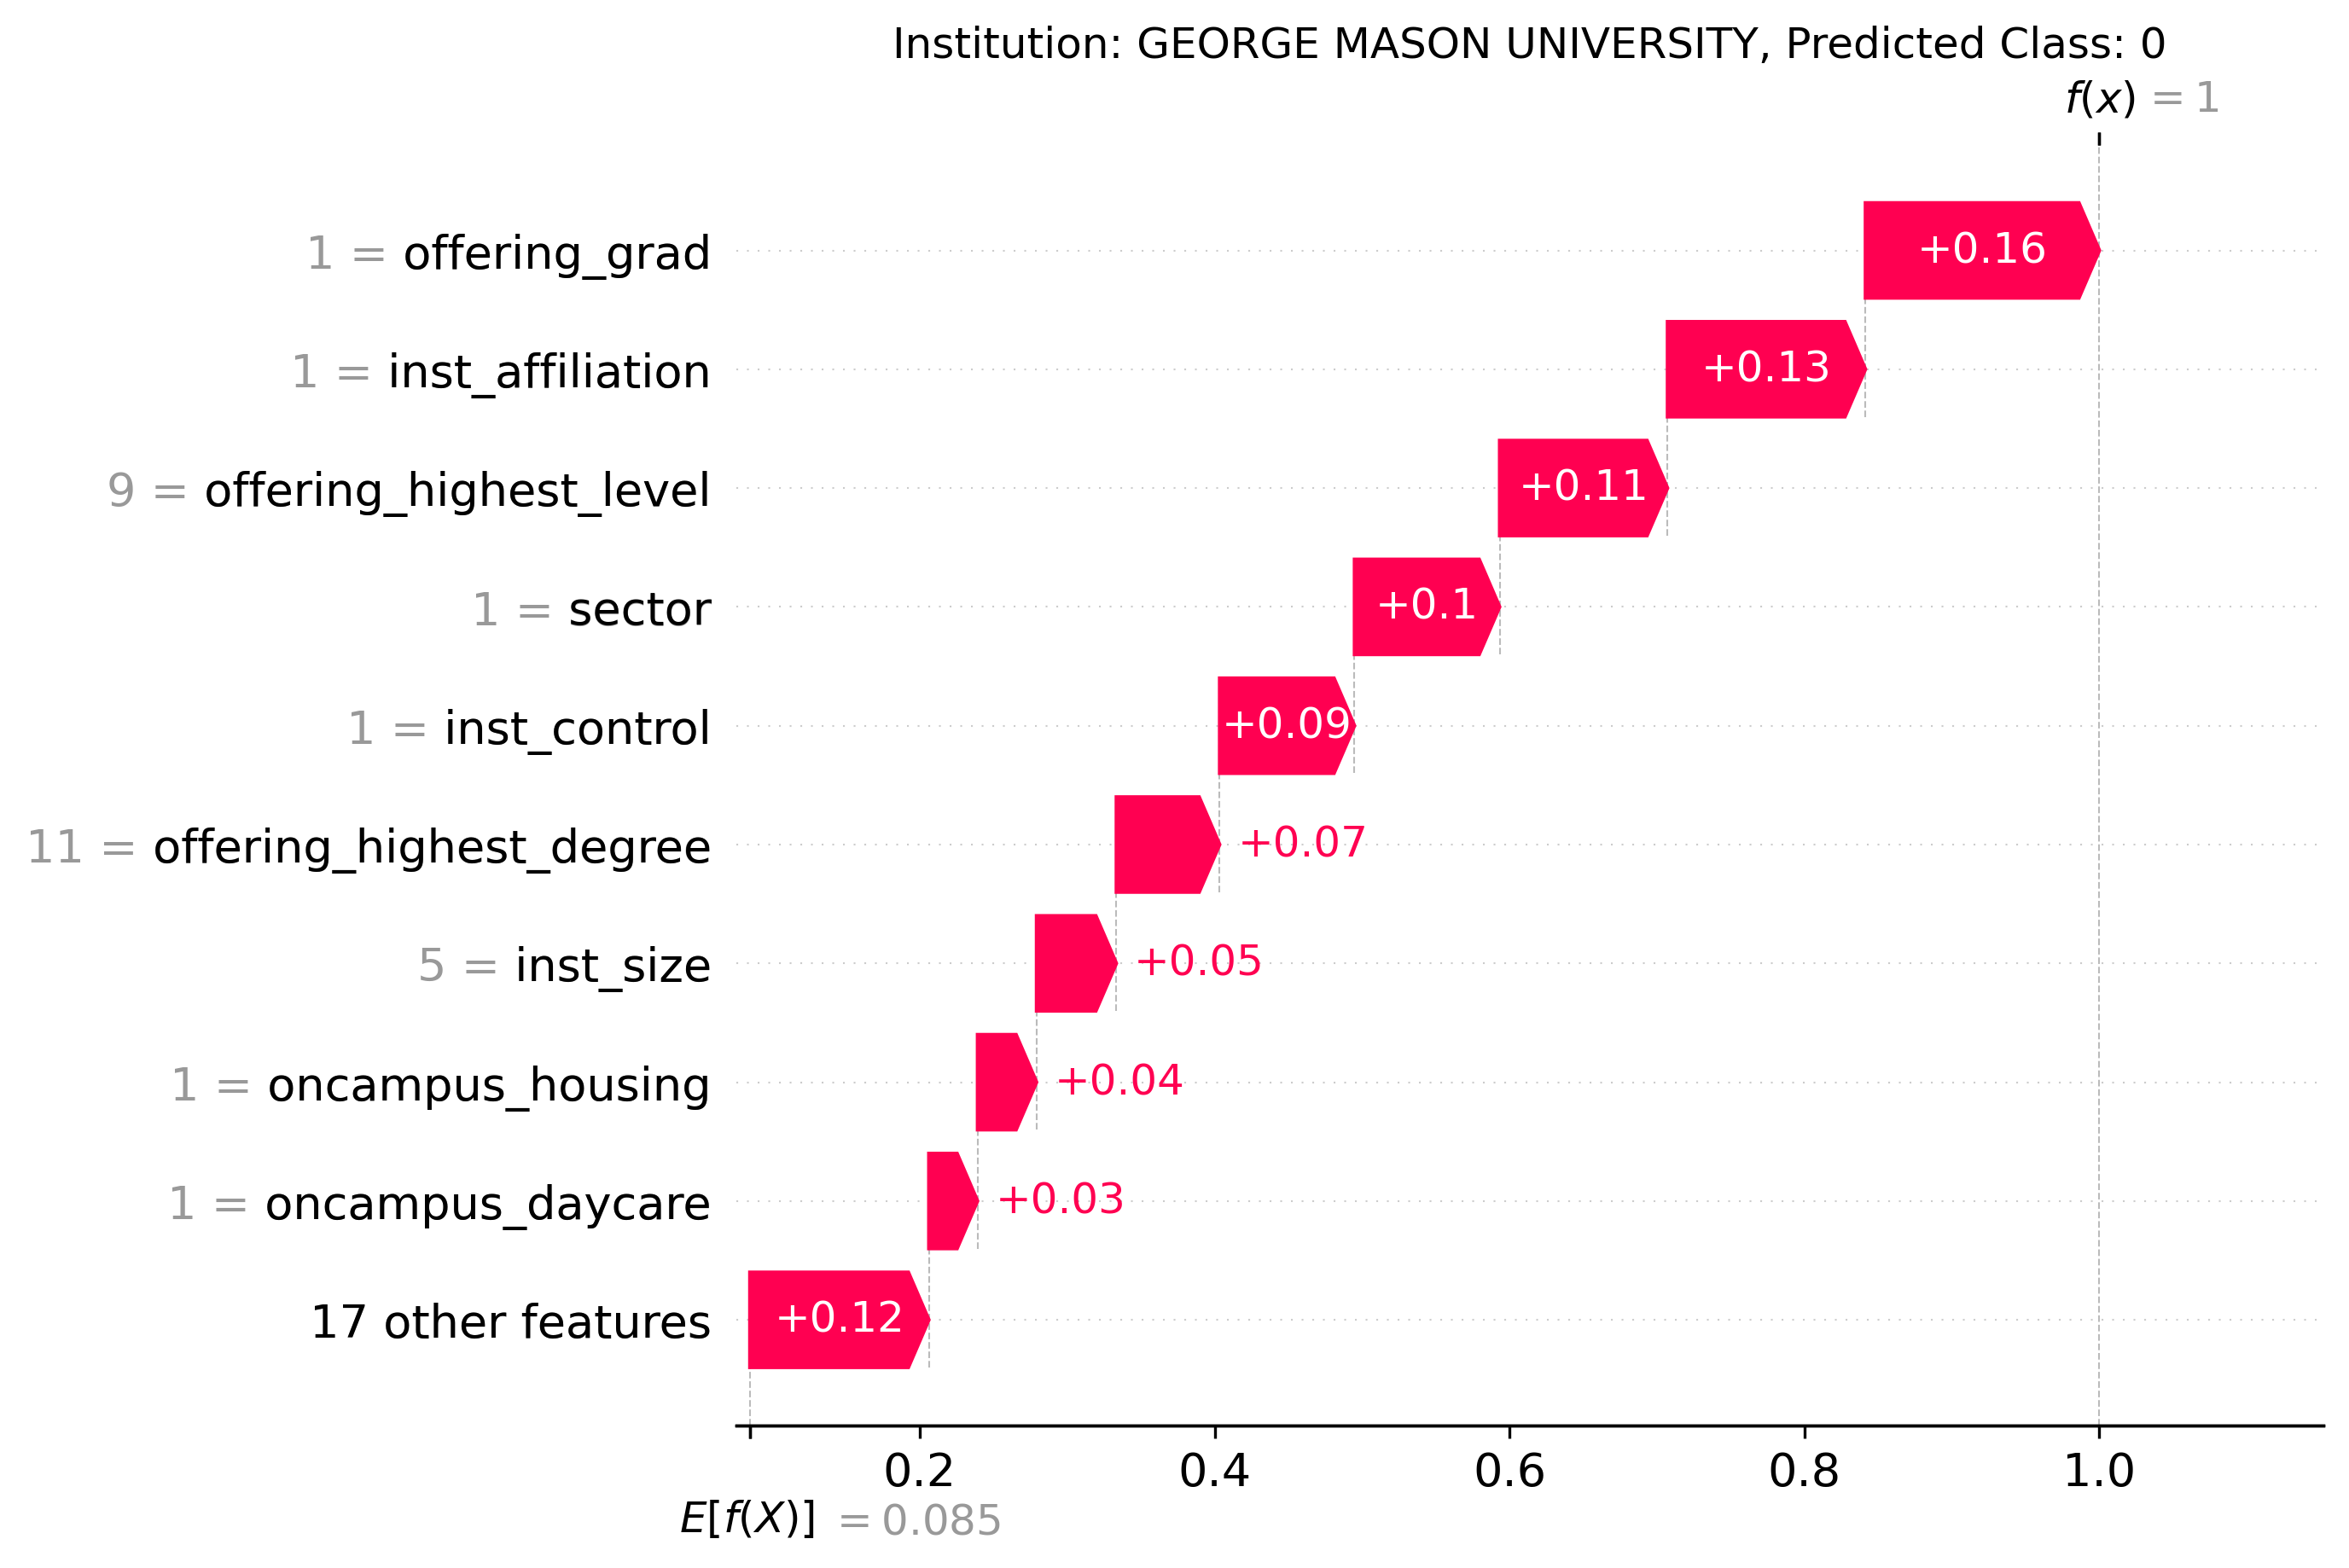 Institution: GEORGE MASON UNIVERSITY, Predicted Class: 0
f(x) = 1
1 = offering_grad +0.16
1 = inst_affiliation +0.13
9 = offering_highest_level +0.11
1 = sector +0.1
1 = inst_control +0.09
11 = offering_highest_degree +0.07
5 = inst_size +0.05
1 = oncampus_housing +0.04
1 = oncampus_daycare +0.03
17 other features +0.12
0.2 0.4 0.6 0.8 1.0
E[f(X)] = 0.085